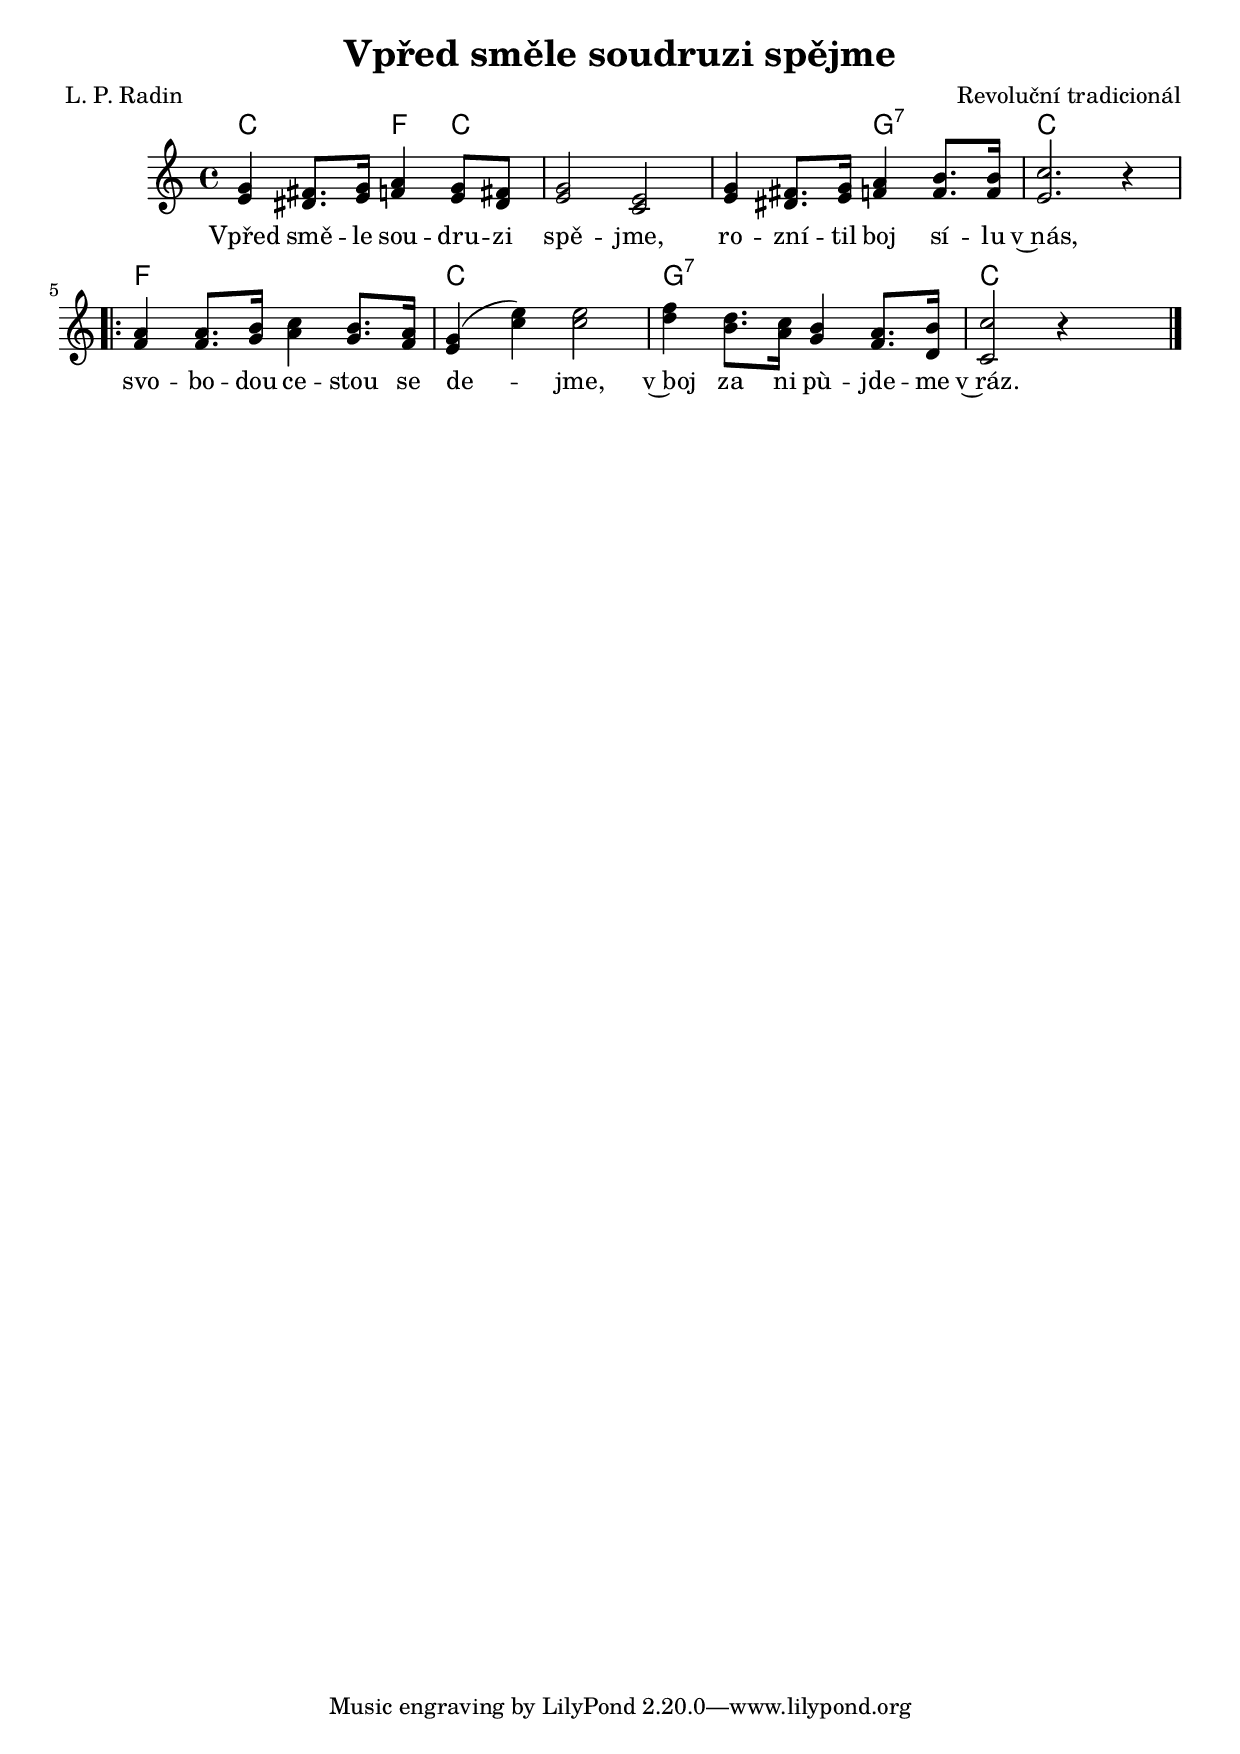 Vpřed směle soudruzi spějme
L. P. Radin
Revoluční tradicionál
C F C G7 C
Vpřed smě - le sou - dru - zi spě - jme, ro - zní - til boj sí - lu v nás,
5
F C G7 C
svo - bo - dou ce - stou se de - jme, v boj za ni pù - jde - me v ráz.
Music engraving by LilyPond 2.20.0—www.lilypond.org